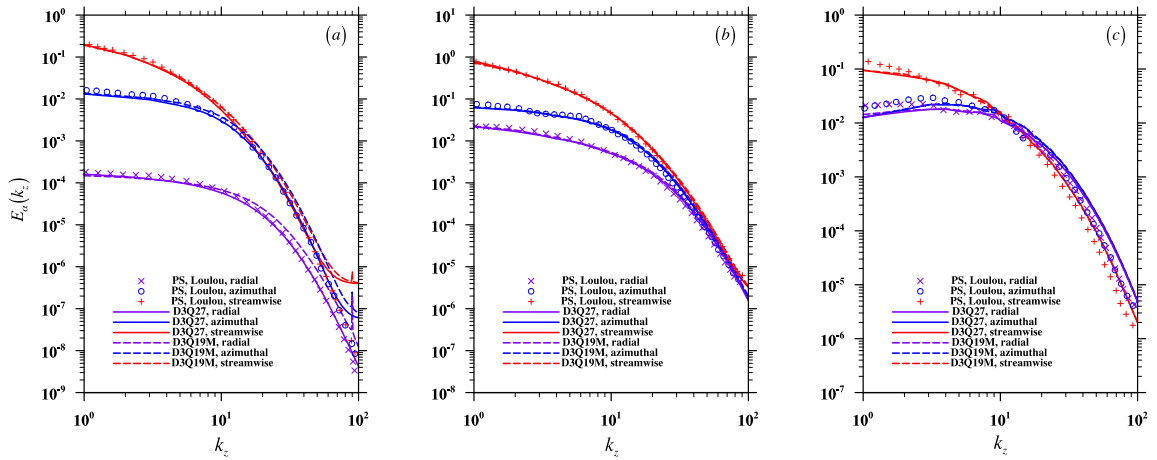 (a)
10^0
10^-1
10^-2
10^-3
10^-4
10^-5
10^-6
10^-7
10^-8
10^-9
E_α(k_z)
PS, Loulou, radial
PS, Loulou, azimuthal
PS, Loulou, streamwise
D3Q27, radial
D3Q27, azimuthal
D3Q27, streamwise
D3Q19M, radial
D3Q19M, azimuthal
D3Q19M, streamwise
10^0 10^1 10^2
k_z
(b)
10^1
10^0
10^-1
10^-2
10^-3
10^-4
10^-5
10^-6
10^-7
10^-8
PS, Loulou, radial
PS, Loulou, azimuthal
PS, Loulou, streamwise
D3Q27, radial
D3Q27, azimuthal
D3Q27, streamwise
D3Q19M, radial
D3Q19M, azimuthal
D3Q19M, streamwise
10^0 10^1 10^2
k_z
(c)
10^0
10^-1
10^-2
10^-3
10^-4
10^-5
10^-6
10^-7
PS, Loulou, radial
PS, Loulou, azimuthal
PS, Loulou, streamwise
D3Q27, radial
D3Q27, azimuthal
D3Q27, streamwise
D3Q19M, radial
D3Q19M, azimuthal
D3Q19M, streamwise
10^0 10^1 10^2
k_z